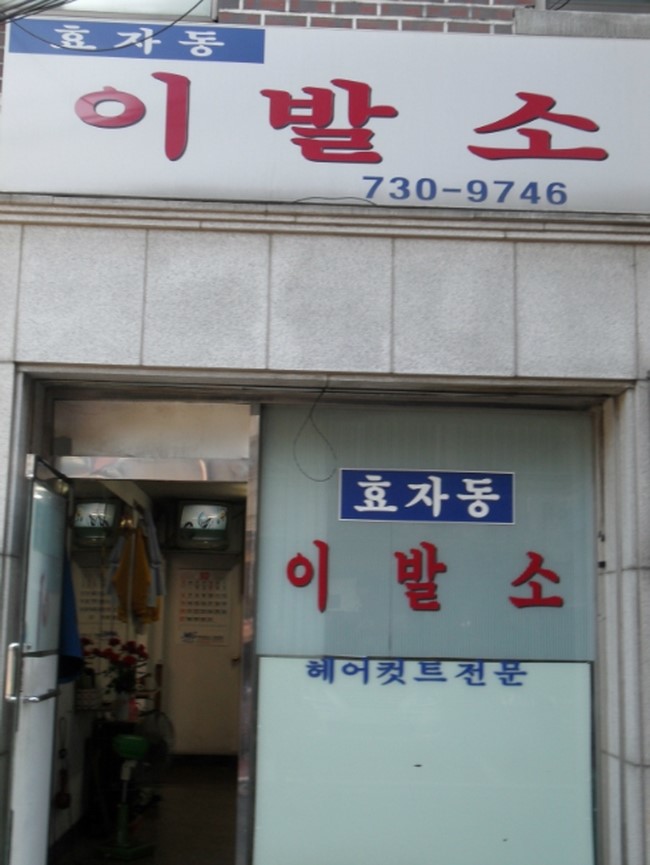 효자동
이발소
730-9746
효자동
이 발 소
헤어컷트전문